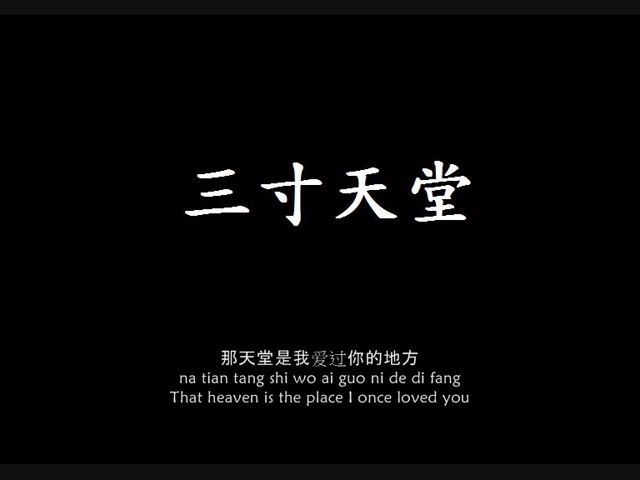 三寸天堂
那天堂是我爱过你的地方
na tian tang shi wo ai guo ni de di fang
That heaven is the place I once loved you